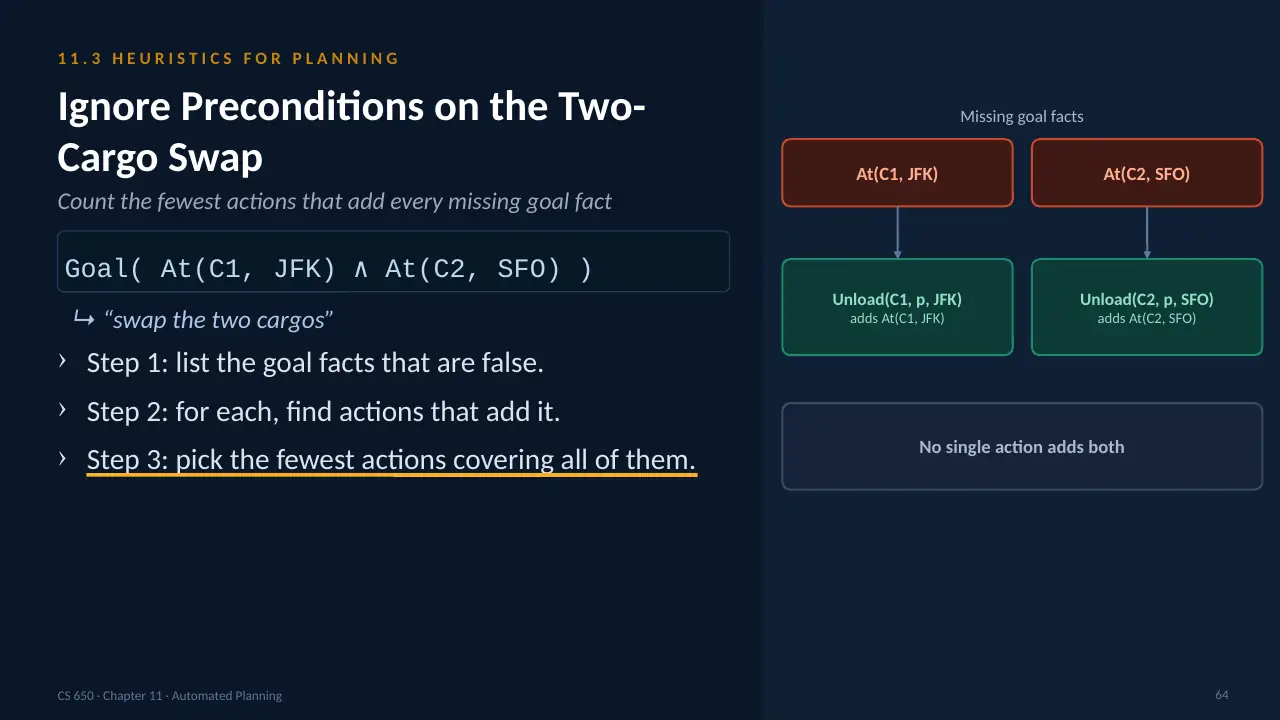 11.3 HEURISTICS FOR PLANNING
Ignore Preconditions on the Two-
Cargo Swap
Count the fewest actions that add every missing goal fact
Goal( At(C1, JFK) ∧ At(C2, SFO) )
↪ “swap the two cargos”
› Step 1: list the goal facts that are false.
› Step 2: for each, find actions that add it.
› Step 3: pick the fewest actions covering all of them.
Missing goal facts
At(C1, JFK)
At(C2, SFO)
Unload(C1, p, JFK)
adds At(C1, JFK)
Unload(C2, p, SFO)
adds At(C2, SFO)
No single action adds both
CS 650 · Chapter 11 · Automated Planning
64